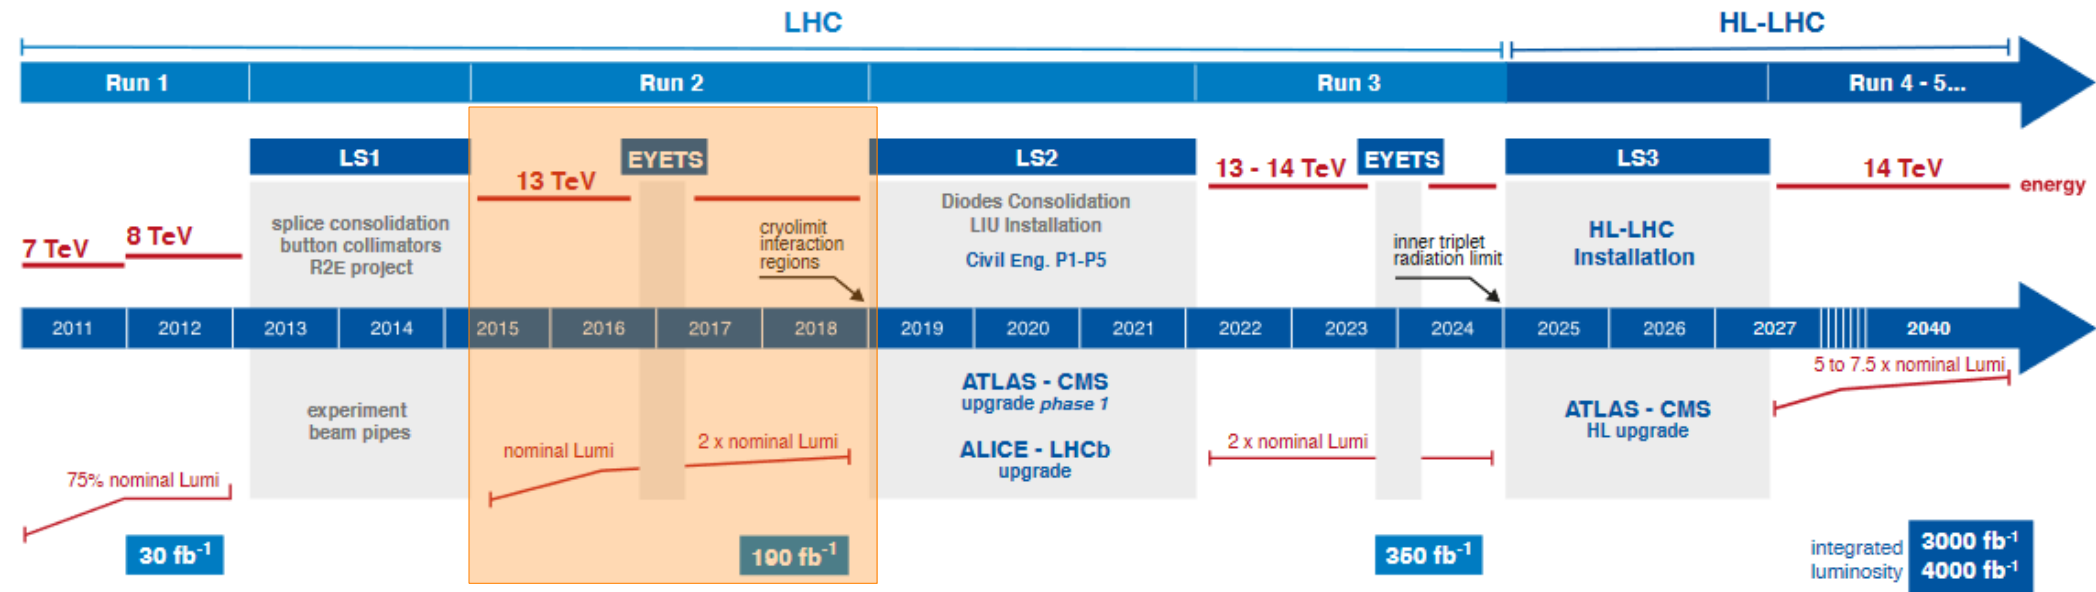 LHC
HL-LHC
Run 1
Run 2
Run 3
Run 4 - 5...
LS1
EYETS
LS2
EYETS
LS3
13 TeV
13 - 14 TeV
14 TeV
energy
7 TeV
8 TeV
splice consolidation
button collimators
R2E project
cryolimit
interaction
regions
Diodes Consolidation
LIU Installation
Civil Eng. P1-P5
inner triplet
radiation limit
HL-LHC
Installation
2011
2012
2013
2014
2015
2016
2017
2018
2019
2020
2021
2022
2023
2024
2025
2026
2027
2040
75% nominal Lumi
experiment
beam pipes
nominal Lumi
2 x nominal Lumi
ATLAS - CMS
upgrade phase 1
ALICE - LHCb
upgrade
2 x nominal Lumi
ATLAS - CMS
HL upgrade
5 to 7.5 x nominal Lumi
30 fb⁻¹
190 fb⁻¹
350 fb⁻¹
integrated
luminosity
3000 fb⁻¹
4000 fb⁻¹